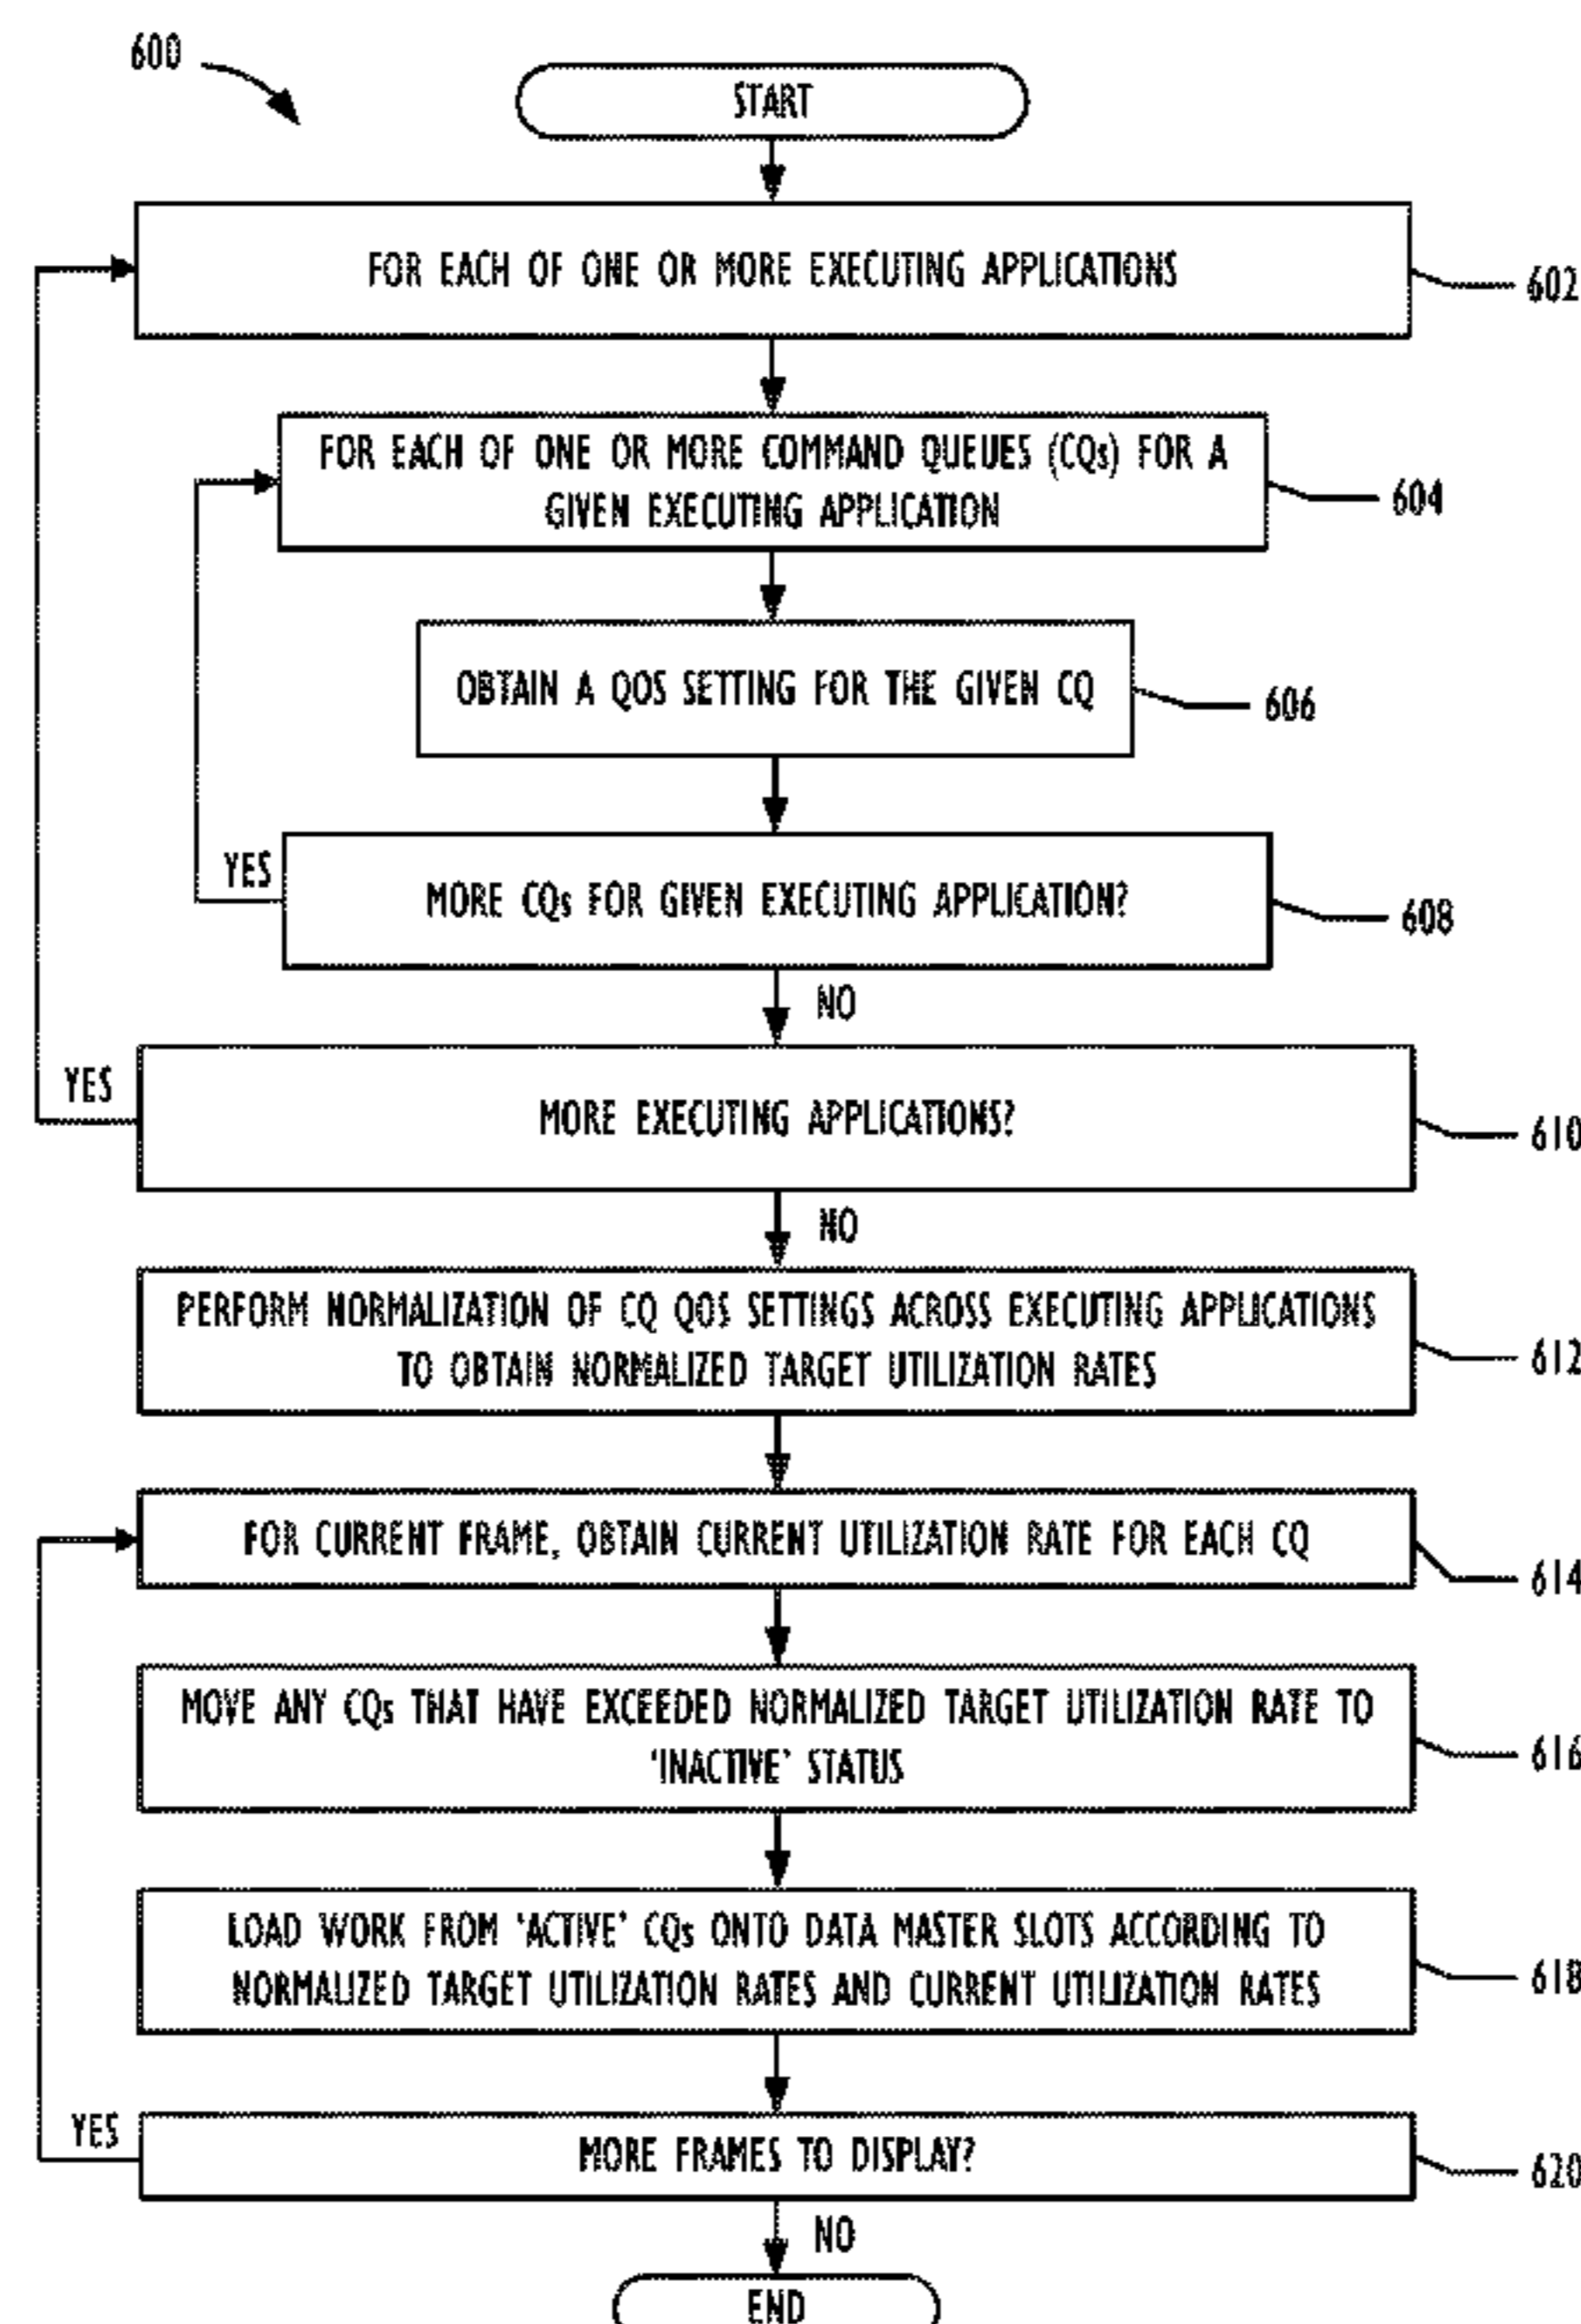 600
START
FOR EACH OF ONE OR MORE EXECUTING APPLICATIONS
602
FOR EACH OF ONE OR MORE COMMAND QUEUES (CQs) FOR A
GIVEN EXECUTING APPLICATION
604
OBTAIN A QOS SETTING FOR THE GIVEN CQ
606
YES
MORE CQs FOR GIVEN EXECUTING APPLICATION?
608
NO
YES
MORE EXECUTING APPLICATIONS?
610
NO
PERFORM NORMALIZATION OF CQ QOS SETTINGS ACROSS EXECUTING APPLICATIONS
TO OBTAIN NORMALIZED TARGET UTILIZATION RATES
612
FOR CURRENT FRAME, OBTAIN CURRENT UTILIZATION RATE FOR EACH CQ
614
MOVE ANY CQs THAT HAVE EXCEEDED NORMALIZED TARGET UTILIZATION RATE TO
‘INACTIVE’ STATUS
616
LOAD WORK FROM ‘ACTIVE’ CQs ONTO DATA MASTER SLOTS ACCORDING TO
NORMALIZED TARGET UTILIZATION RATES AND CURRENT UTILIZATION RATES
618
YES
MORE FRAMES TO DISPLAY?
620
NO
END